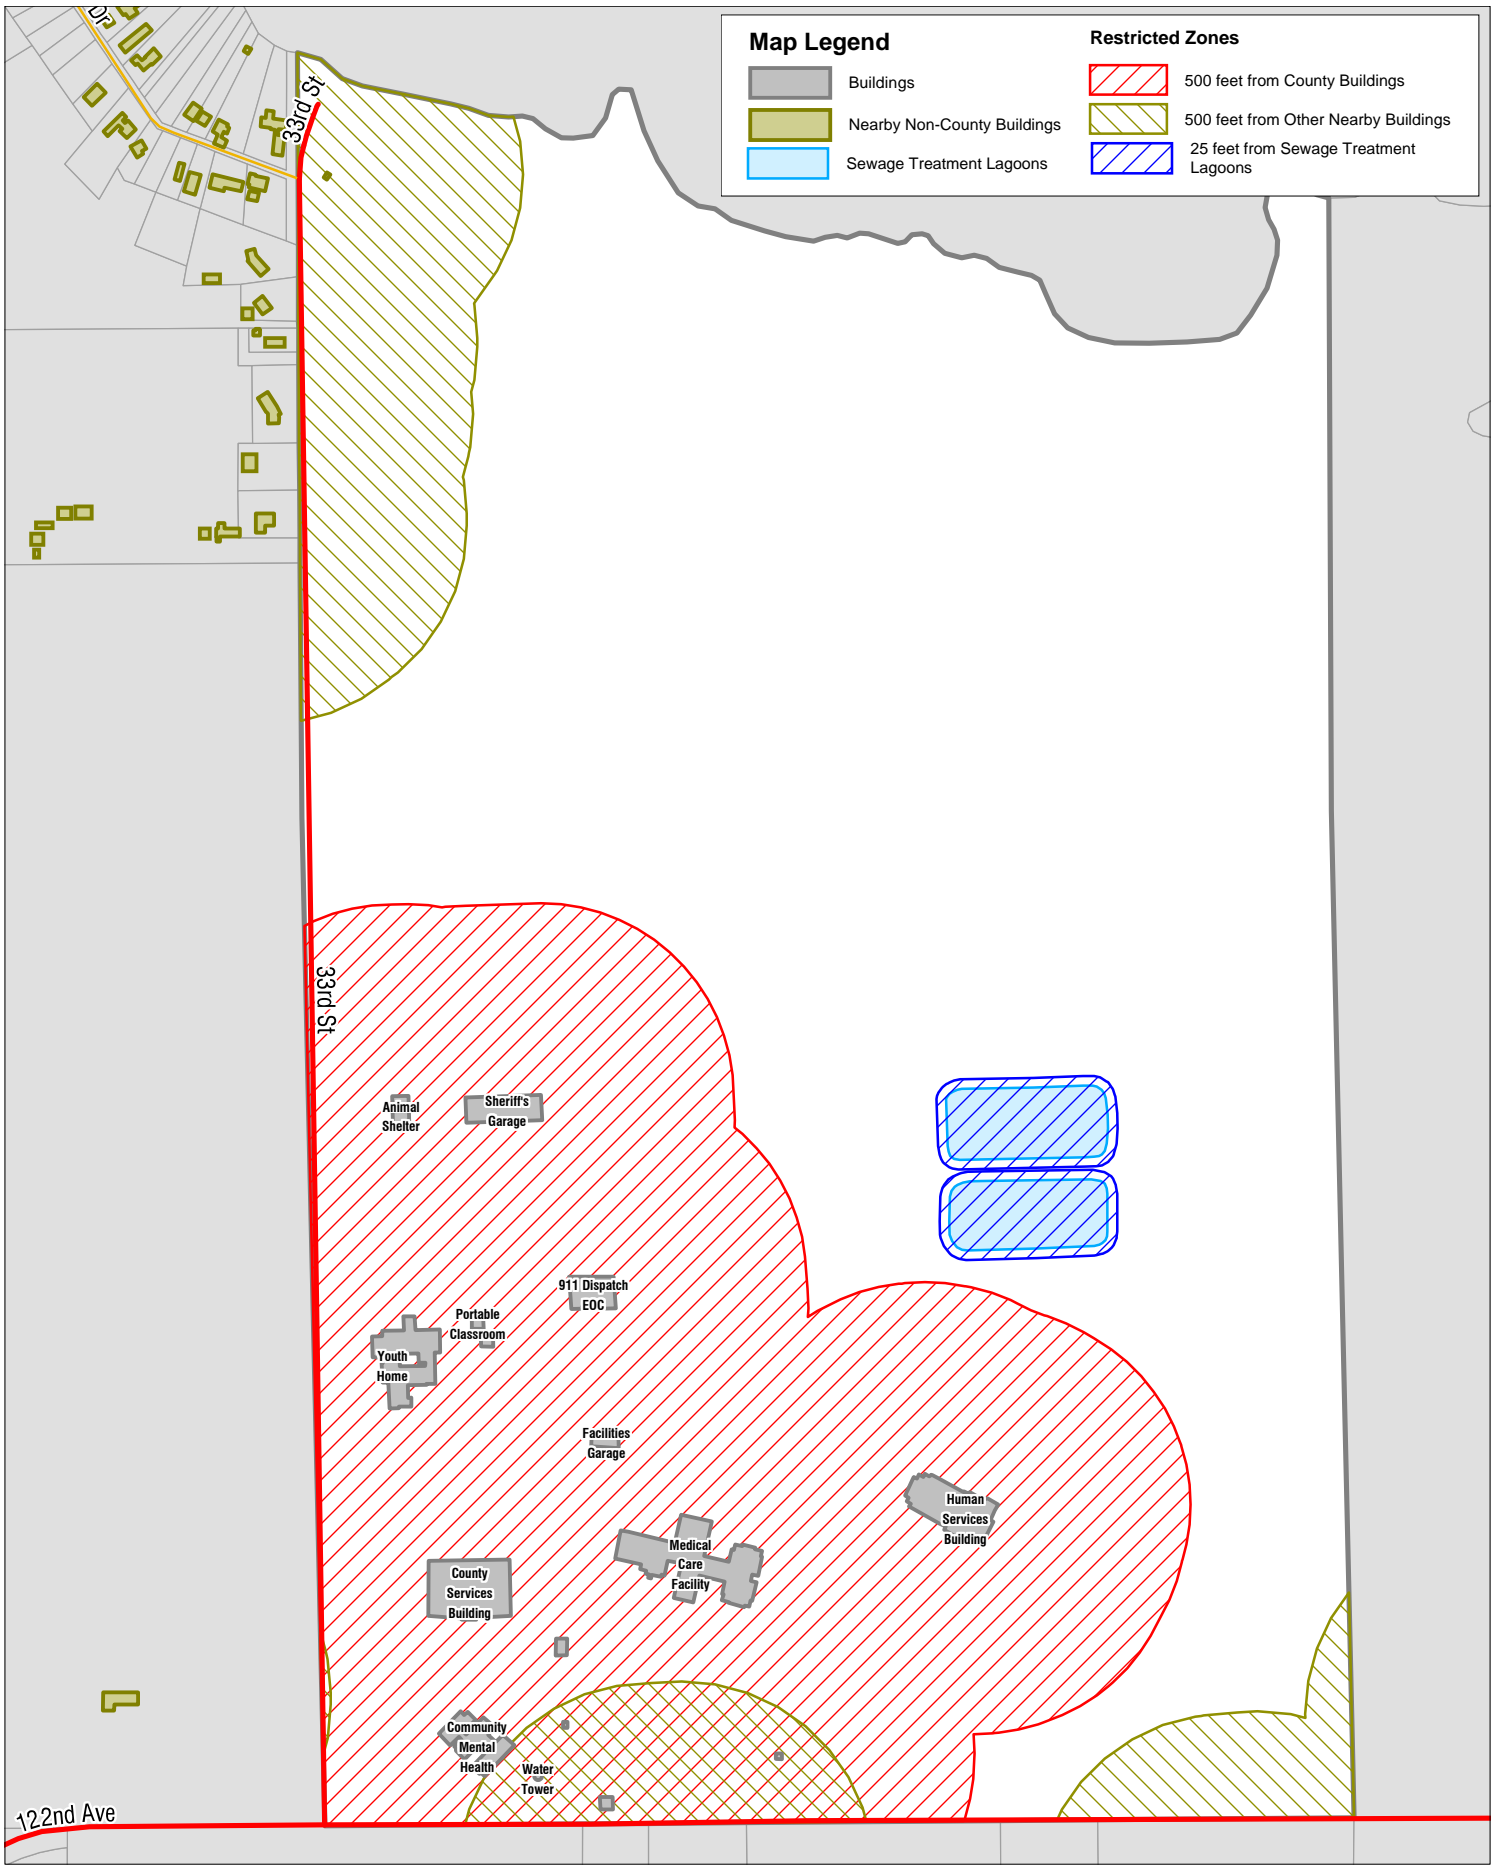 Map Legend
Buildings
Nearby Non-County Buildings
Sewage Treatment Lagoons
Restricted Zones
500 feet from County Buildings
500 feet from Other Nearby Buildings
25 feet from Sewage Treatment
Lagoons
Dr
33rd St
33rd St
Animal
Shelter
Sheriff's
Garage
911 Dispatch
EOC
Portable
Classroom
Youth
Home
Facilities
Garage
Human
Services
Building
Medical
Care
Facility
County
Services
Building
Community
Mental
Health
Water
Tower
122nd Ave